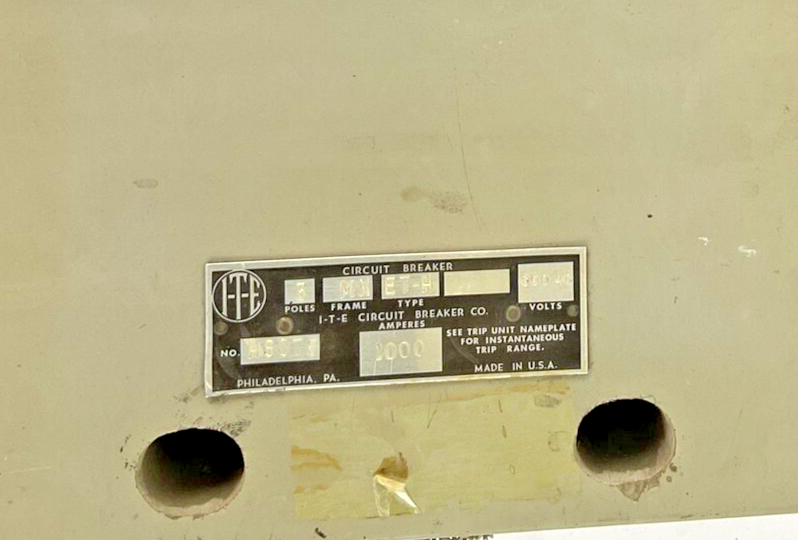 CIRCUIT BREAKER
I-T-E
3
ET-H
POLES FRAME TYPE VOLTS
I-T-E CIRCUIT BREAKER CO.
AMPERES
SEE TRIP UNIT NAMEPLATE
FOR INSTANTANEOUS
TRIP RANGE.
NO.
PHILADELPHIA, PA.
MADE IN U.S.A.